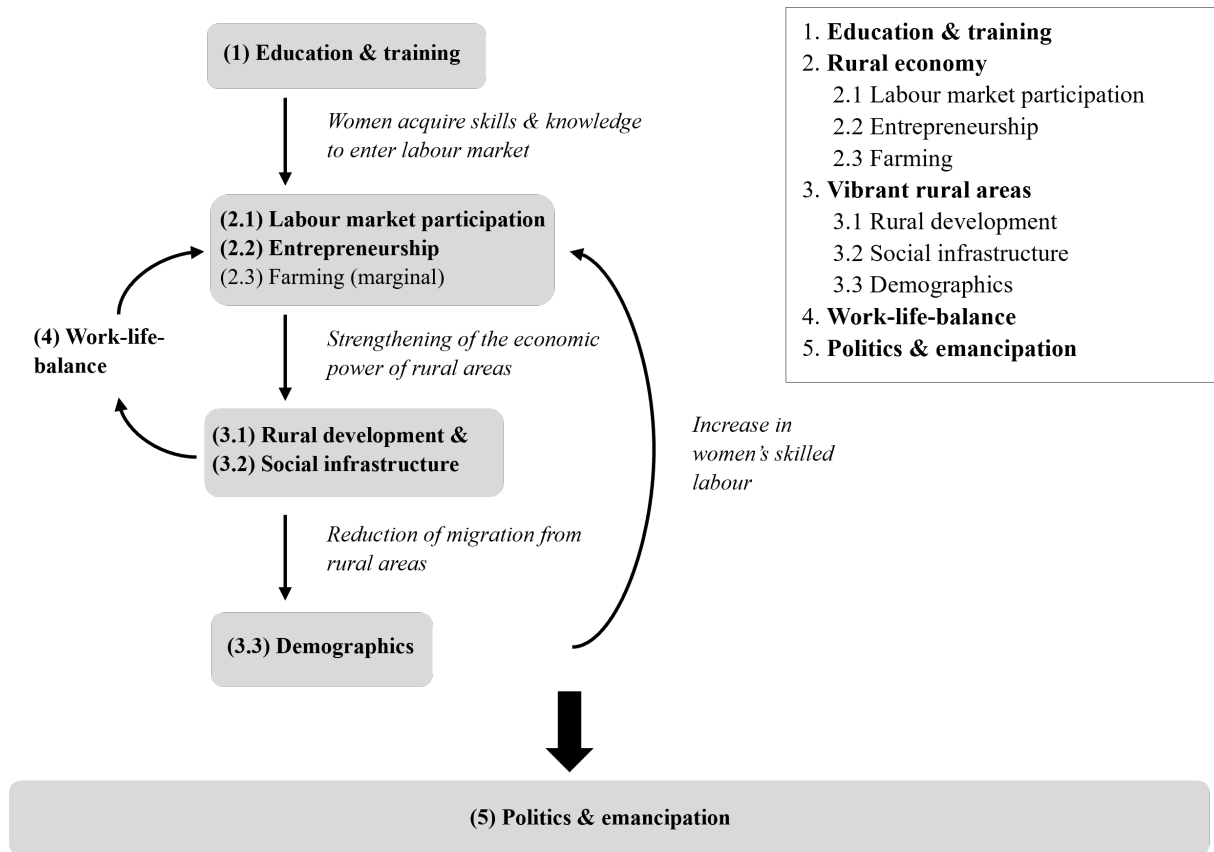 (1) Education & training
Women acquire skills & knowledge
to enter labour market
(2.1) Labour market participation
(2.2) Entrepreneurship
(2.3) Farming (marginal)
(4) Work-life-
balance
Strengthening of the economic
power of rural areas
(3.1) Rural development &
(3.2) Social infrastructure
Increase in
women’s skilled
labour
Reduction of migration from
rural areas
(3.3) Demographics
(5) Politics & emancipation
1. Education & training
2. Rural economy
2.1 Labour market participation
2.2 Entrepreneurship
2.3 Farming
3. Vibrant rural areas
3.1 Rural development
3.2 Social infrastructure
3.3 Demographics
4. Work-life-balance
5. Politics & emancipation